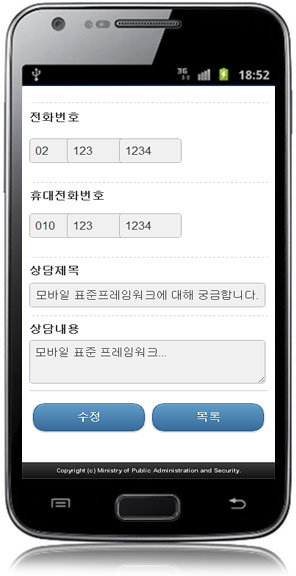 3G 18:52
전화번호
02 123 1234
휴대전화번호
010 123 1234
상담제목
모바일 표준프레임워크에 대해 궁금합니다.
상담내용
모바일 표준 프레임워크...
수정 목록
Copyright (c) Ministry of Public Administration and Security.